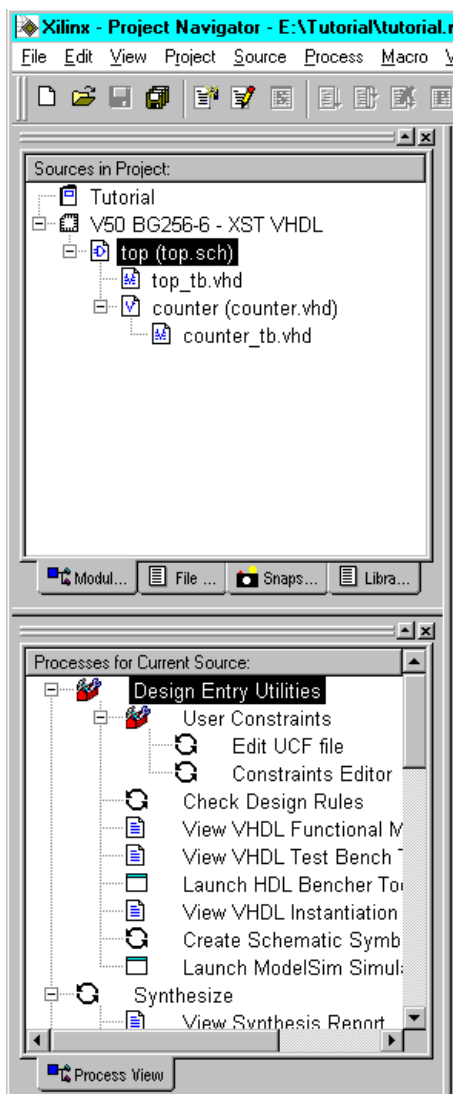 Xilinx - Project Navigator - E:\Tutorial\tutorial.
File Edit View Project Source Process Macro
Sources in Project:
Tutorial
V50 BG256-6 - XST VHDL
top (top.sch)
top_tb.vhd
counter (counter.vhd)
counter_tb.vhd
Modul... File ... Snaps... Libra...
Processes for Current Source:
Design Entry Utilities
User Constraints
Edit UCF file
Constraints Editor
Check Design Rules
View VHDL Functional M
View VHDL Test Bench T
Launch HDL Bencher To
View VHDL Instantiation
Create Schematic Symb
Launch ModelSim Simul
Synthesize
View Synthesis Report
Process View